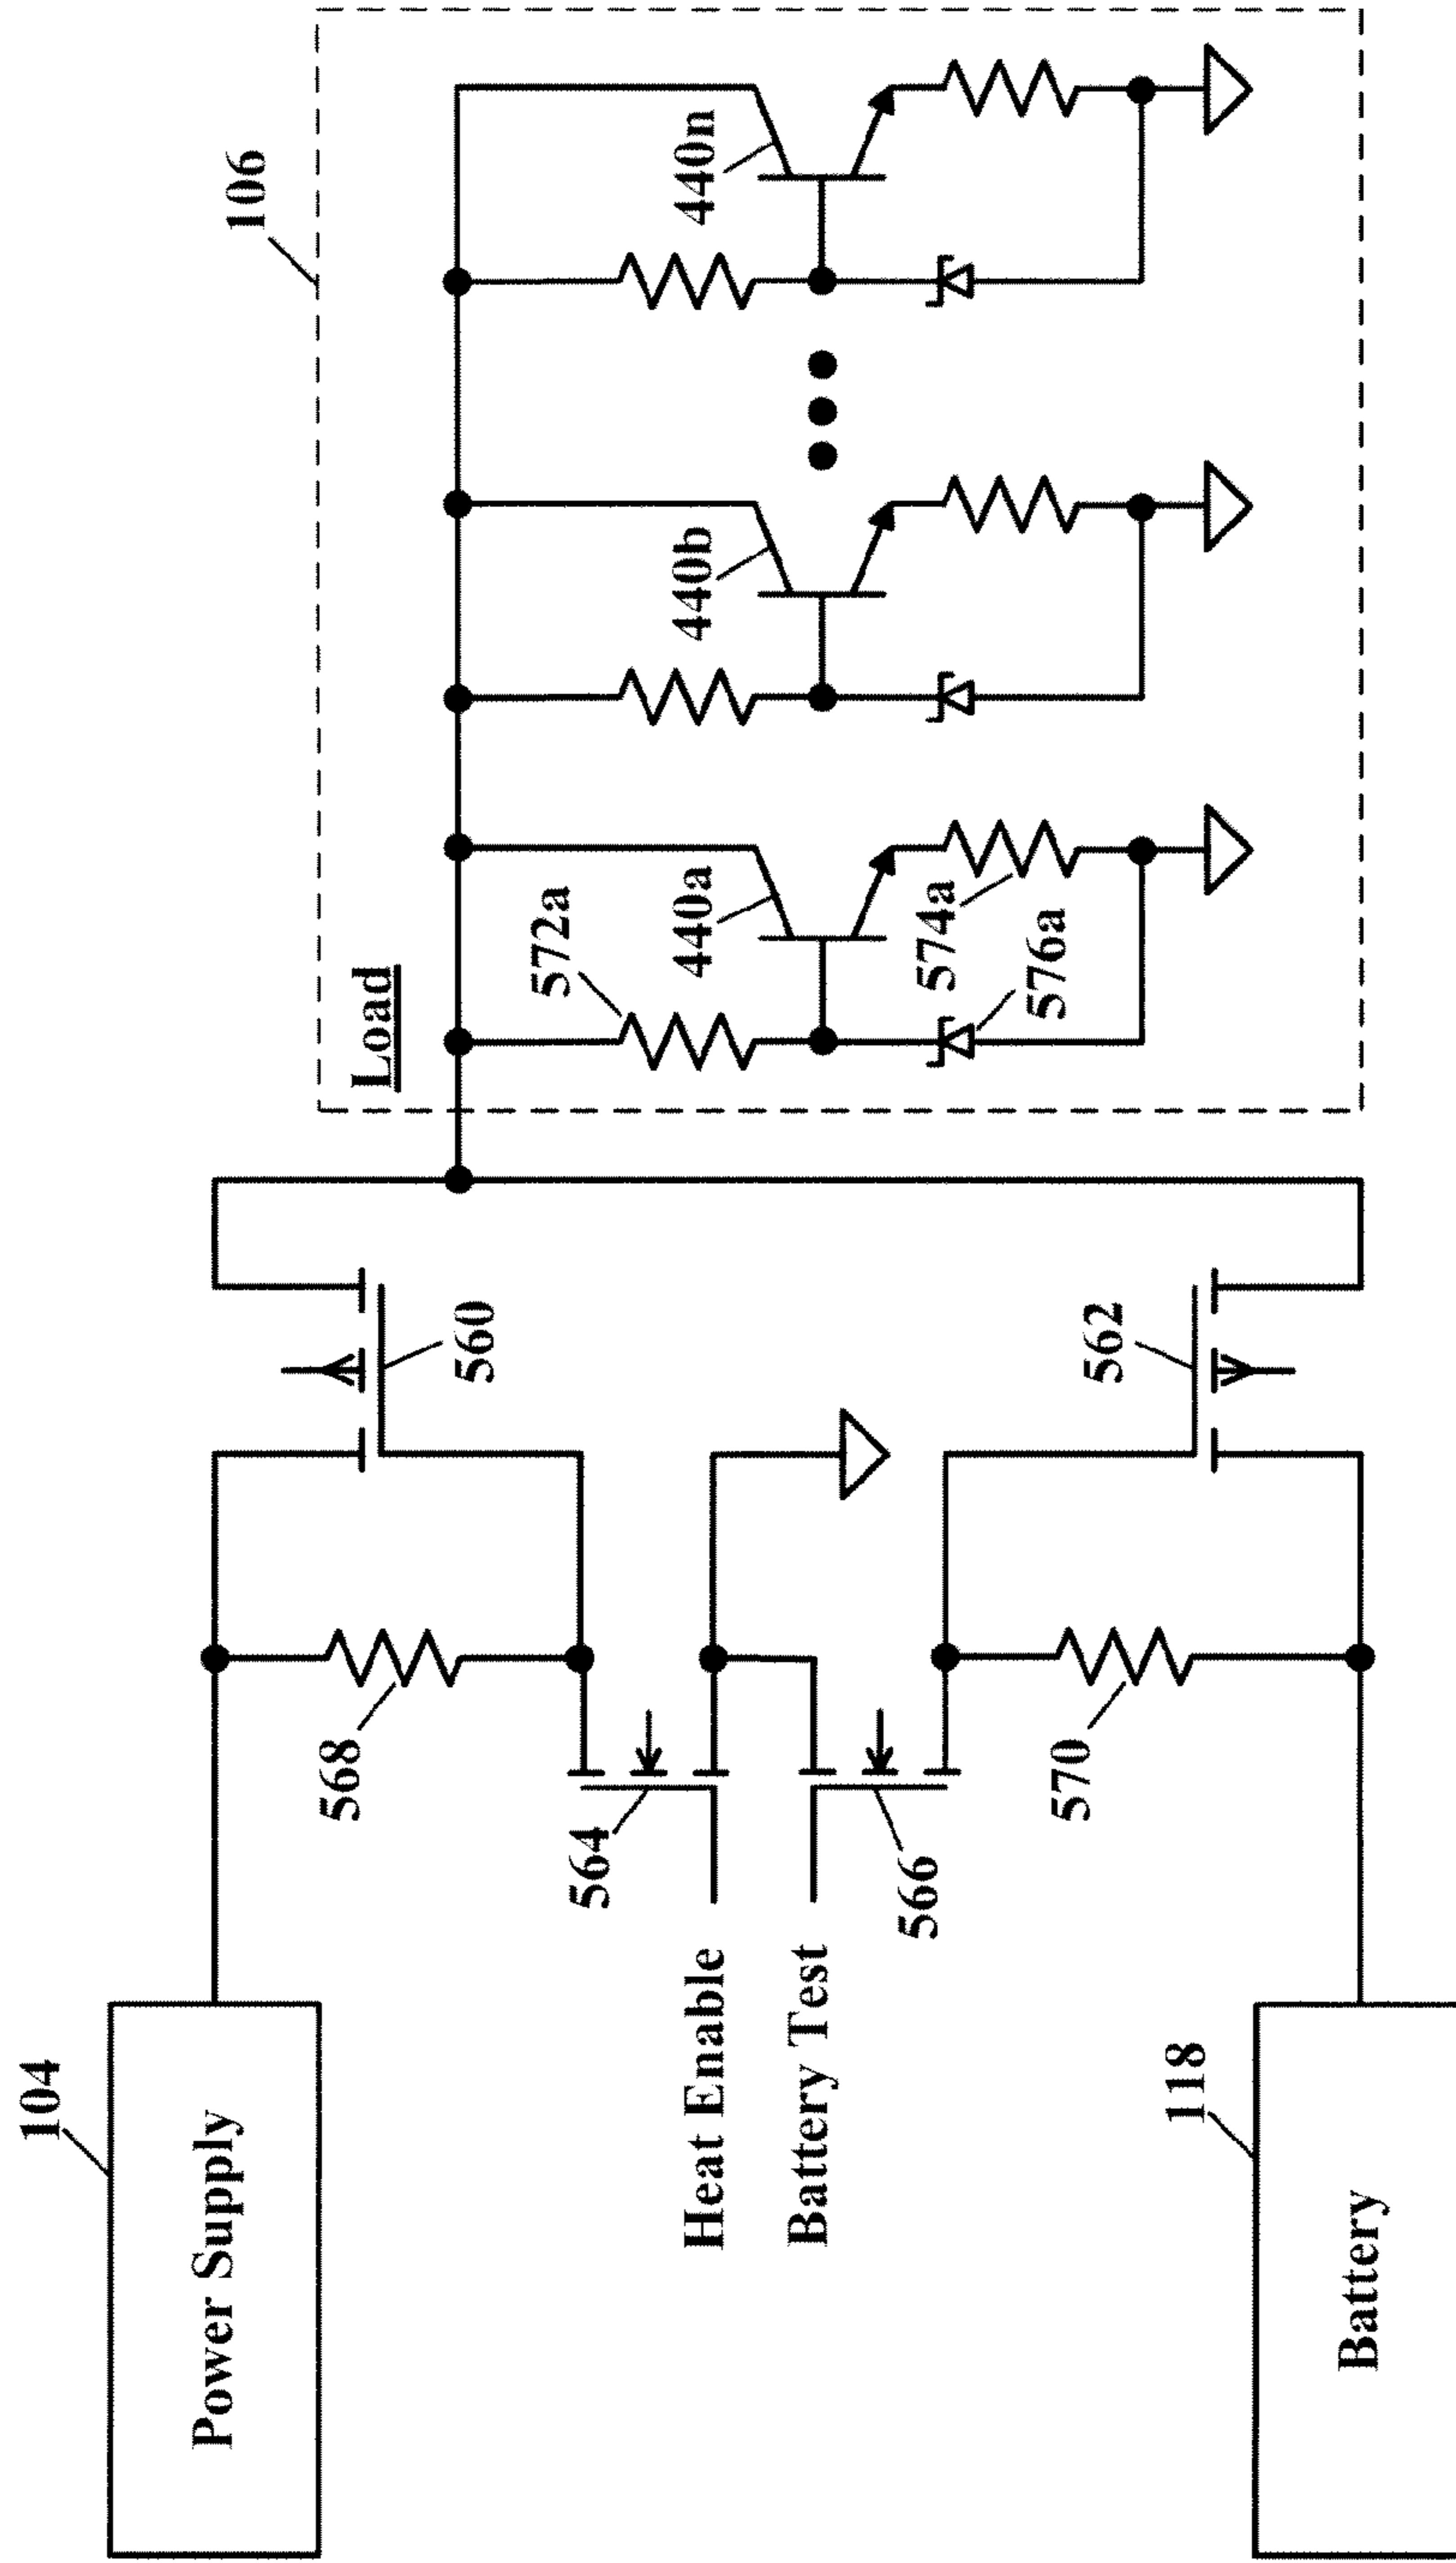 104
Power Supply
568
560
564
Heat Enable
Battery Test
566
570
562
118
Battery
106
Load
572a
440a
574a
576a
440b
440n